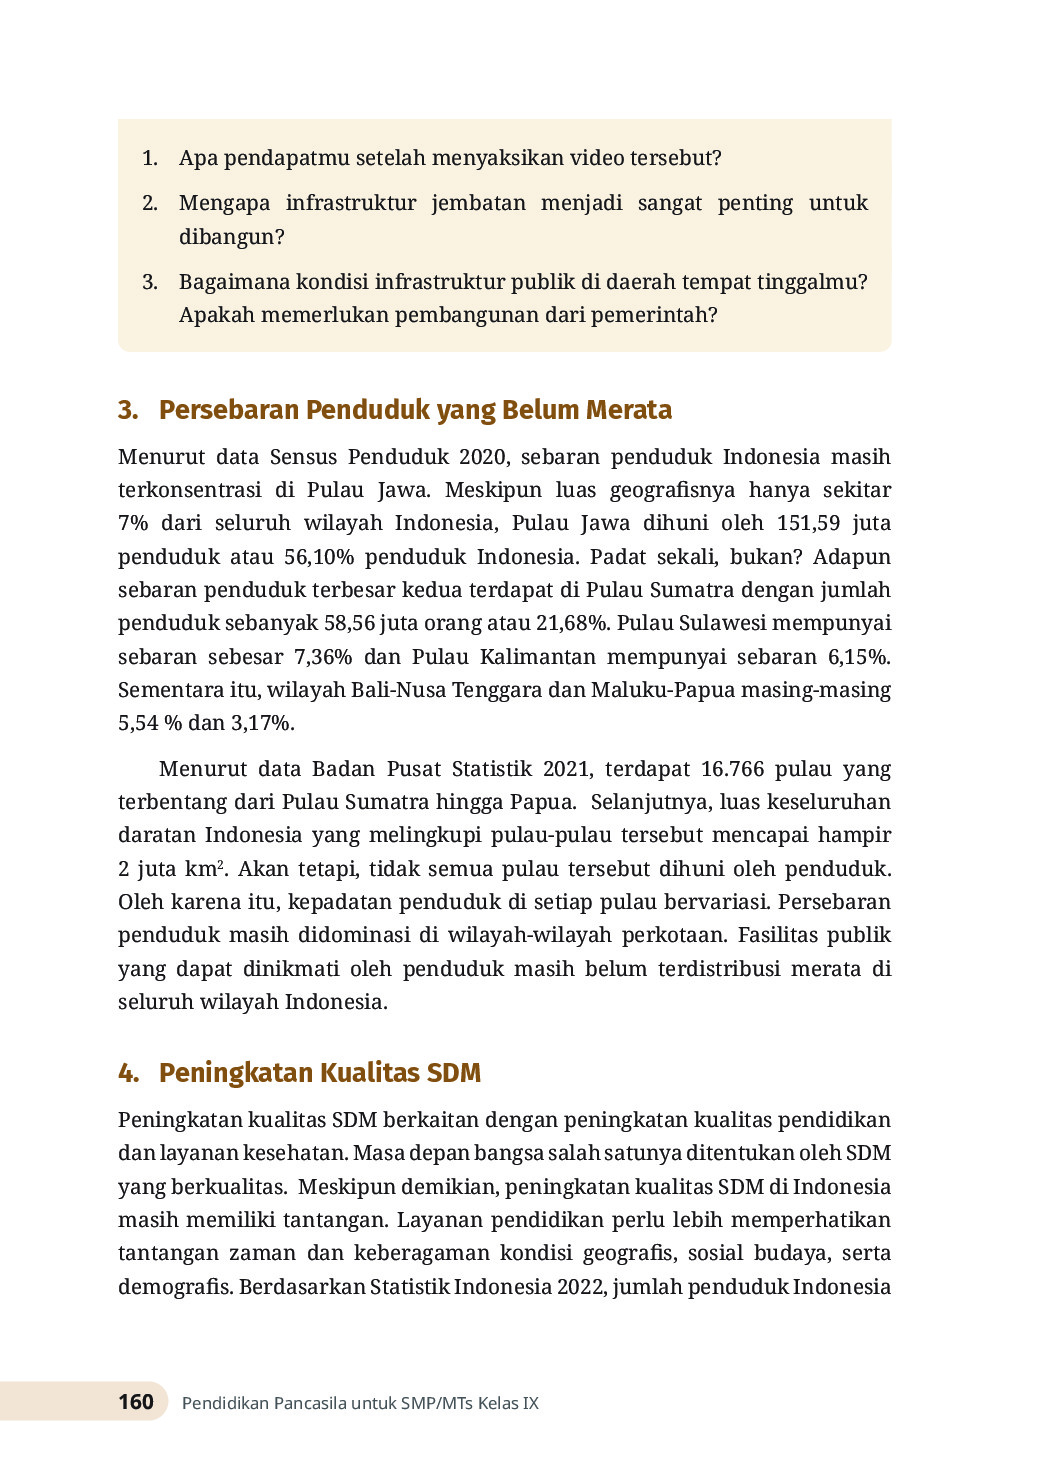 1. Apa pendapatmu setelah menyaksikan video tersebut?
2. Mengapa infrastruktur jembatan menjadi sangat penting untuk
dibangun?
3. Bagaimana kondisi infrastruktur publik di daerah tempat tinggalmu?
Apakah memerlukan pembangunan dari pemerintah?
3. Persebaran Penduduk yang Belum Merata
Menurut data Sensus Penduduk 2020, sebaran penduduk Indonesia masih
terkonsentrasi di Pulau Jawa. Meskipun luas geografisnya hanya sekitar
7% dari seluruh wilayah Indonesia, Pulau Jawa dihuni oleh 151,59 juta
penduduk atau 56,10% penduduk Indonesia. Padat sekali, bukan? Adapun
sebaran penduduk terbesar kedua terdapat di Pulau Sumatra dengan jumlah
penduduk sebanyak 58,56 juta orang atau 21,68%. Pulau Sulawesi mempunyai
sebaran sebesar 7,36% dan Pulau Kalimantan mempunyai sebaran 6,15%.
Sementara itu, wilayah Bali-Nusa Tenggara dan Maluku-Papua masing-masing
5,54 % dan 3,17%.
Menurut data Badan Pusat Statistik 2021, terdapat 16.766 pulau yang
terbentang dari Pulau Sumatra hingga Papua. Selanjutnya, luas keseluruhan
daratan Indonesia yang melingkupi pulau-pulau tersebut mencapai hampir
2 juta km². Akan tetapi, tidak semua pulau tersebut dihuni oleh penduduk.
Oleh karena itu, kepadatan penduduk di setiap pulau bervariasi. Persebaran
penduduk masih didominasi di wilayah-wilayah perkotaan. Fasilitas publik
yang dapat dinikmati oleh penduduk masih belum terdistribusi merata di
seluruh wilayah Indonesia.
4. Peningkatan Kualitas SDM
Peningkatan kualitas SDM berkaitan dengan peningkatan kualitas pendidikan
dan layanan kesehatan. Masa depan bangsa salah satunya ditentukan oleh SDM
yang berkualitas. Meskipun demikian, peningkatan kualitas SDM di Indonesia
masih memiliki tantangan. Layanan pendidikan perlu lebih memperhatikan
tantangan zaman dan keberagaman kondisi geografis, sosial budaya, serta
demografis. Berdasarkan Statistik Indonesia 2022, jumlah penduduk Indonesia
160 Pendidikan Pancasila untuk SMP/MTs Kelas IX